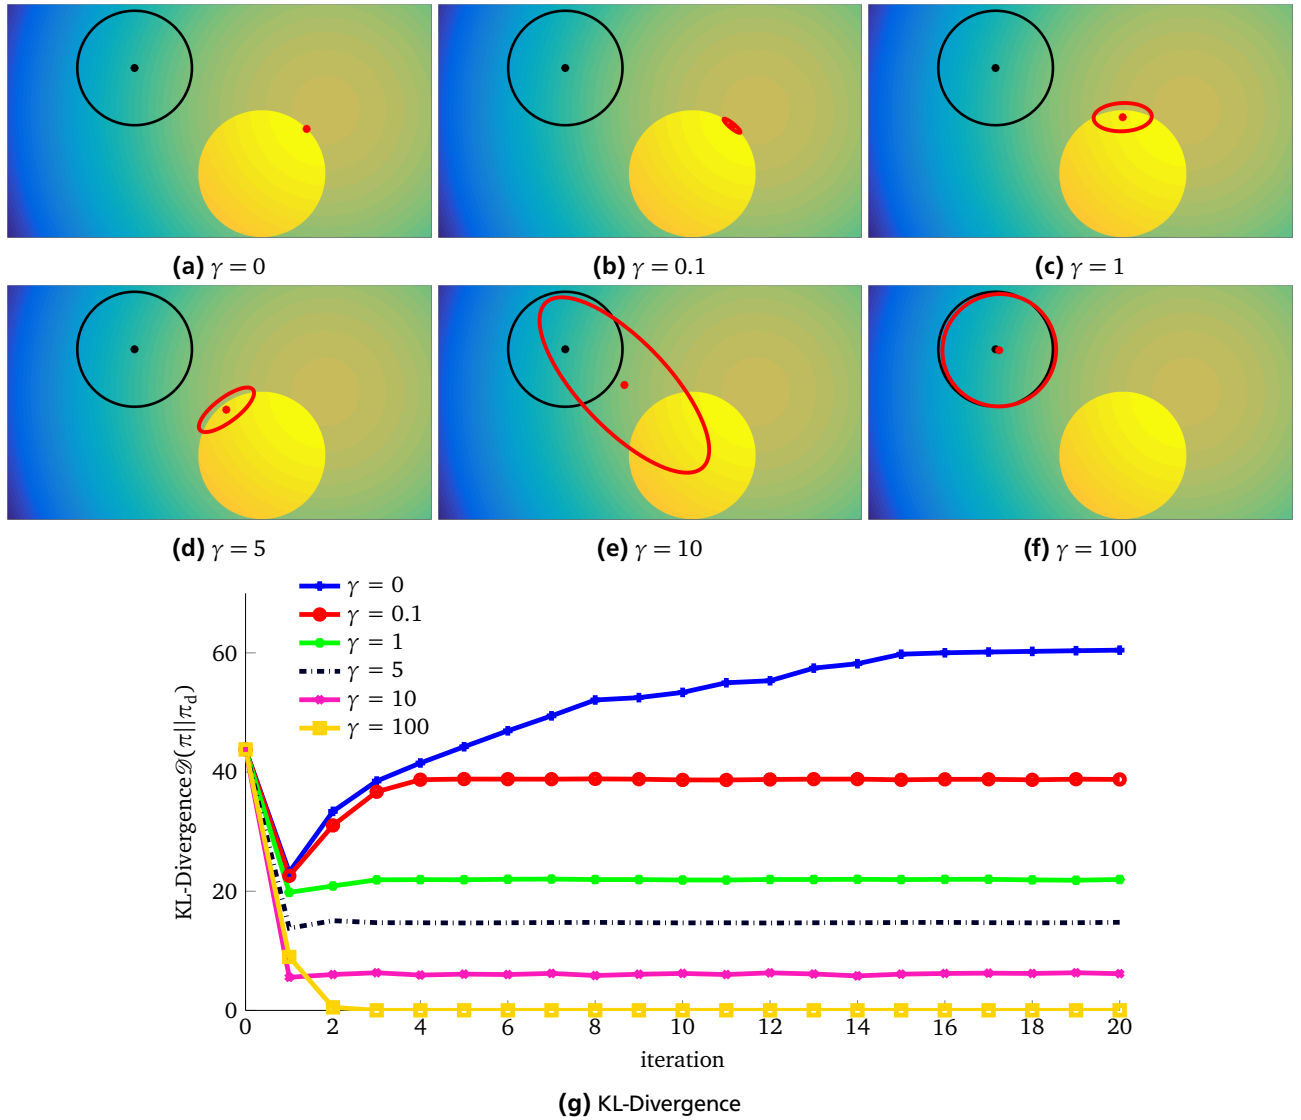 (a) γ = 0
(b) γ = 0.1
(c) γ = 1
(d) γ = 5
(e) γ = 10
(f) γ = 100
γ = 0
γ = 0.1
γ = 1
γ = 5
γ = 10
γ = 100
KL-Divergence𝒟(π||π_d)
60
40
20
0
0 2 4 6 8 10 12 14 16 18 20
iteration
(g) KL-Divergence